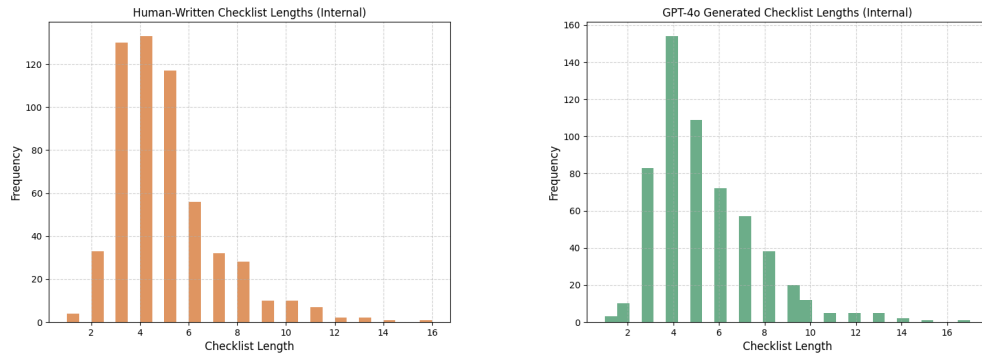 Human-Written Checklist Lengths (Internal)
120
100
80
60
40
20
0
Frequency
2 4 6 8 10 12 14 16
Checklist Length
GPT-4o Generated Checklist Lengths (Internal)
160
140
120
100
80
60
40
20
0
Frequency
2 4 6 8 10 12 14 16
Checklist Length